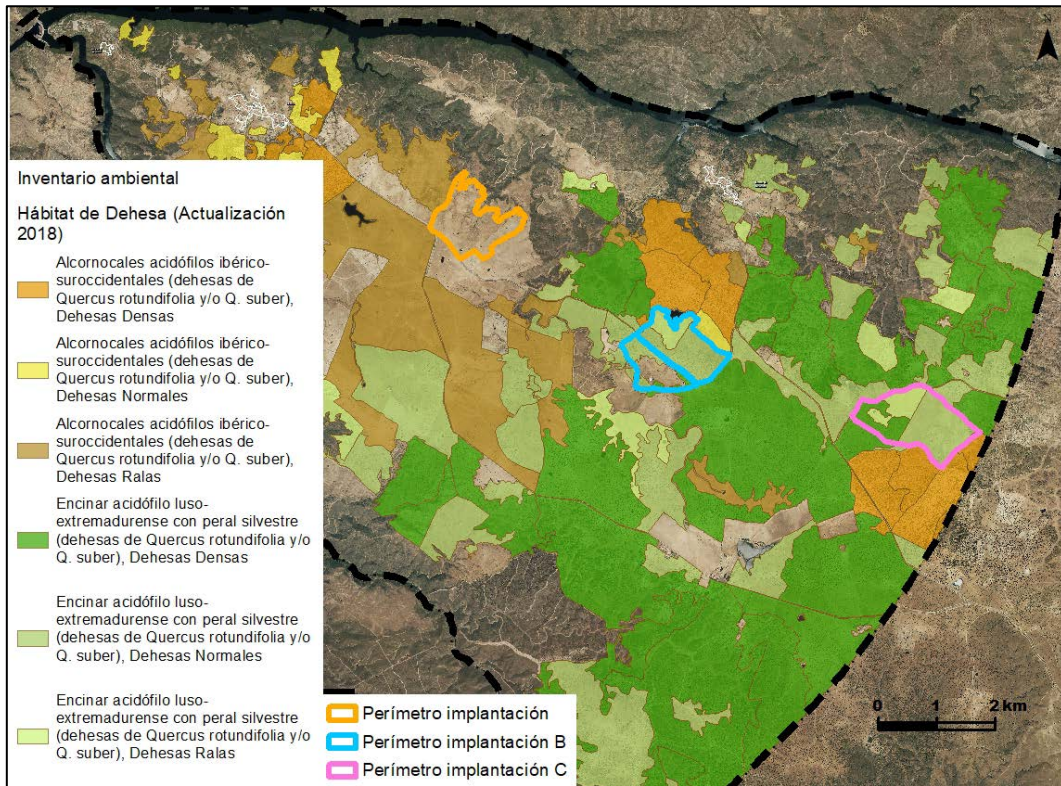 Inventario ambiental
Hábitat de Dehesa (Actualización
2018)
Alcornocales acidófilos ibérico-
suroccidentales (dehesas de
Quercus rotundifolia y/o Q. suber),
Dehesas Densas
Alcornocales acidófilos ibérico-
suroccidentales (dehesas de
Quercus rotundifolia y/o Q. suber),
Dehesas Normales
Alcornocales acidófilos ibérico-
suroccidentales (dehesas de
Quercus rotundifolia y/o Q. suber),
Dehesas Ralas
Encinar acidófilo luso-
extremadurense con peral silvestre
(dehesas de Quercus rotundifolia y/o
Q. suber), Dehesas Densas
Encinar acidófilo luso-
extremadurense con peral silvestre
(dehesas de Quercus rotundifolia y/o
Q. suber), Dehesas Normales
Encinar acidófilo luso-
extremadurense con peral silvestre
(dehesas de Quercus rotundifolia y/o
Q. suber), Dehesas Ralas
Perímetro implantación
Perímetro implantación B
Perímetro implantación C
0 1 2 km